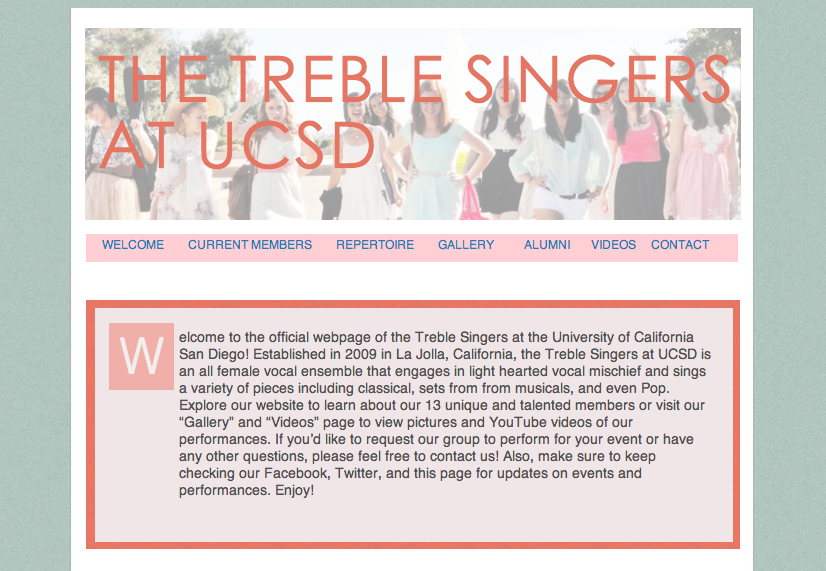 THE TREBLE SINGERS
AT UCSD
WELCOME CURRENT MEMBERS REPERTOIRE GALLERY ALUMNI VIDEOS CONTACT
Welcome to the official webpage of the Treble Singers at the University of California
San Diego! Established in 2009 in La Jolla, California, the Treble Singers at UCSD is
an all female vocal ensemble that engages in light hearted vocal mischief and sings
a variety of pieces including classical, sets from from musicals, and even Pop.
Explore our website to learn about our 13 unique and talented members or visit our
“Gallery” and “Videos” page to view pictures and YouTube videos of our
performances. If you’d like to request our group to perform for your event or have
any other questions, please feel free to contact us! Also, make sure to keep
checking our Facebook, Twitter, and this page for updates on events and
performances. Enjoy!